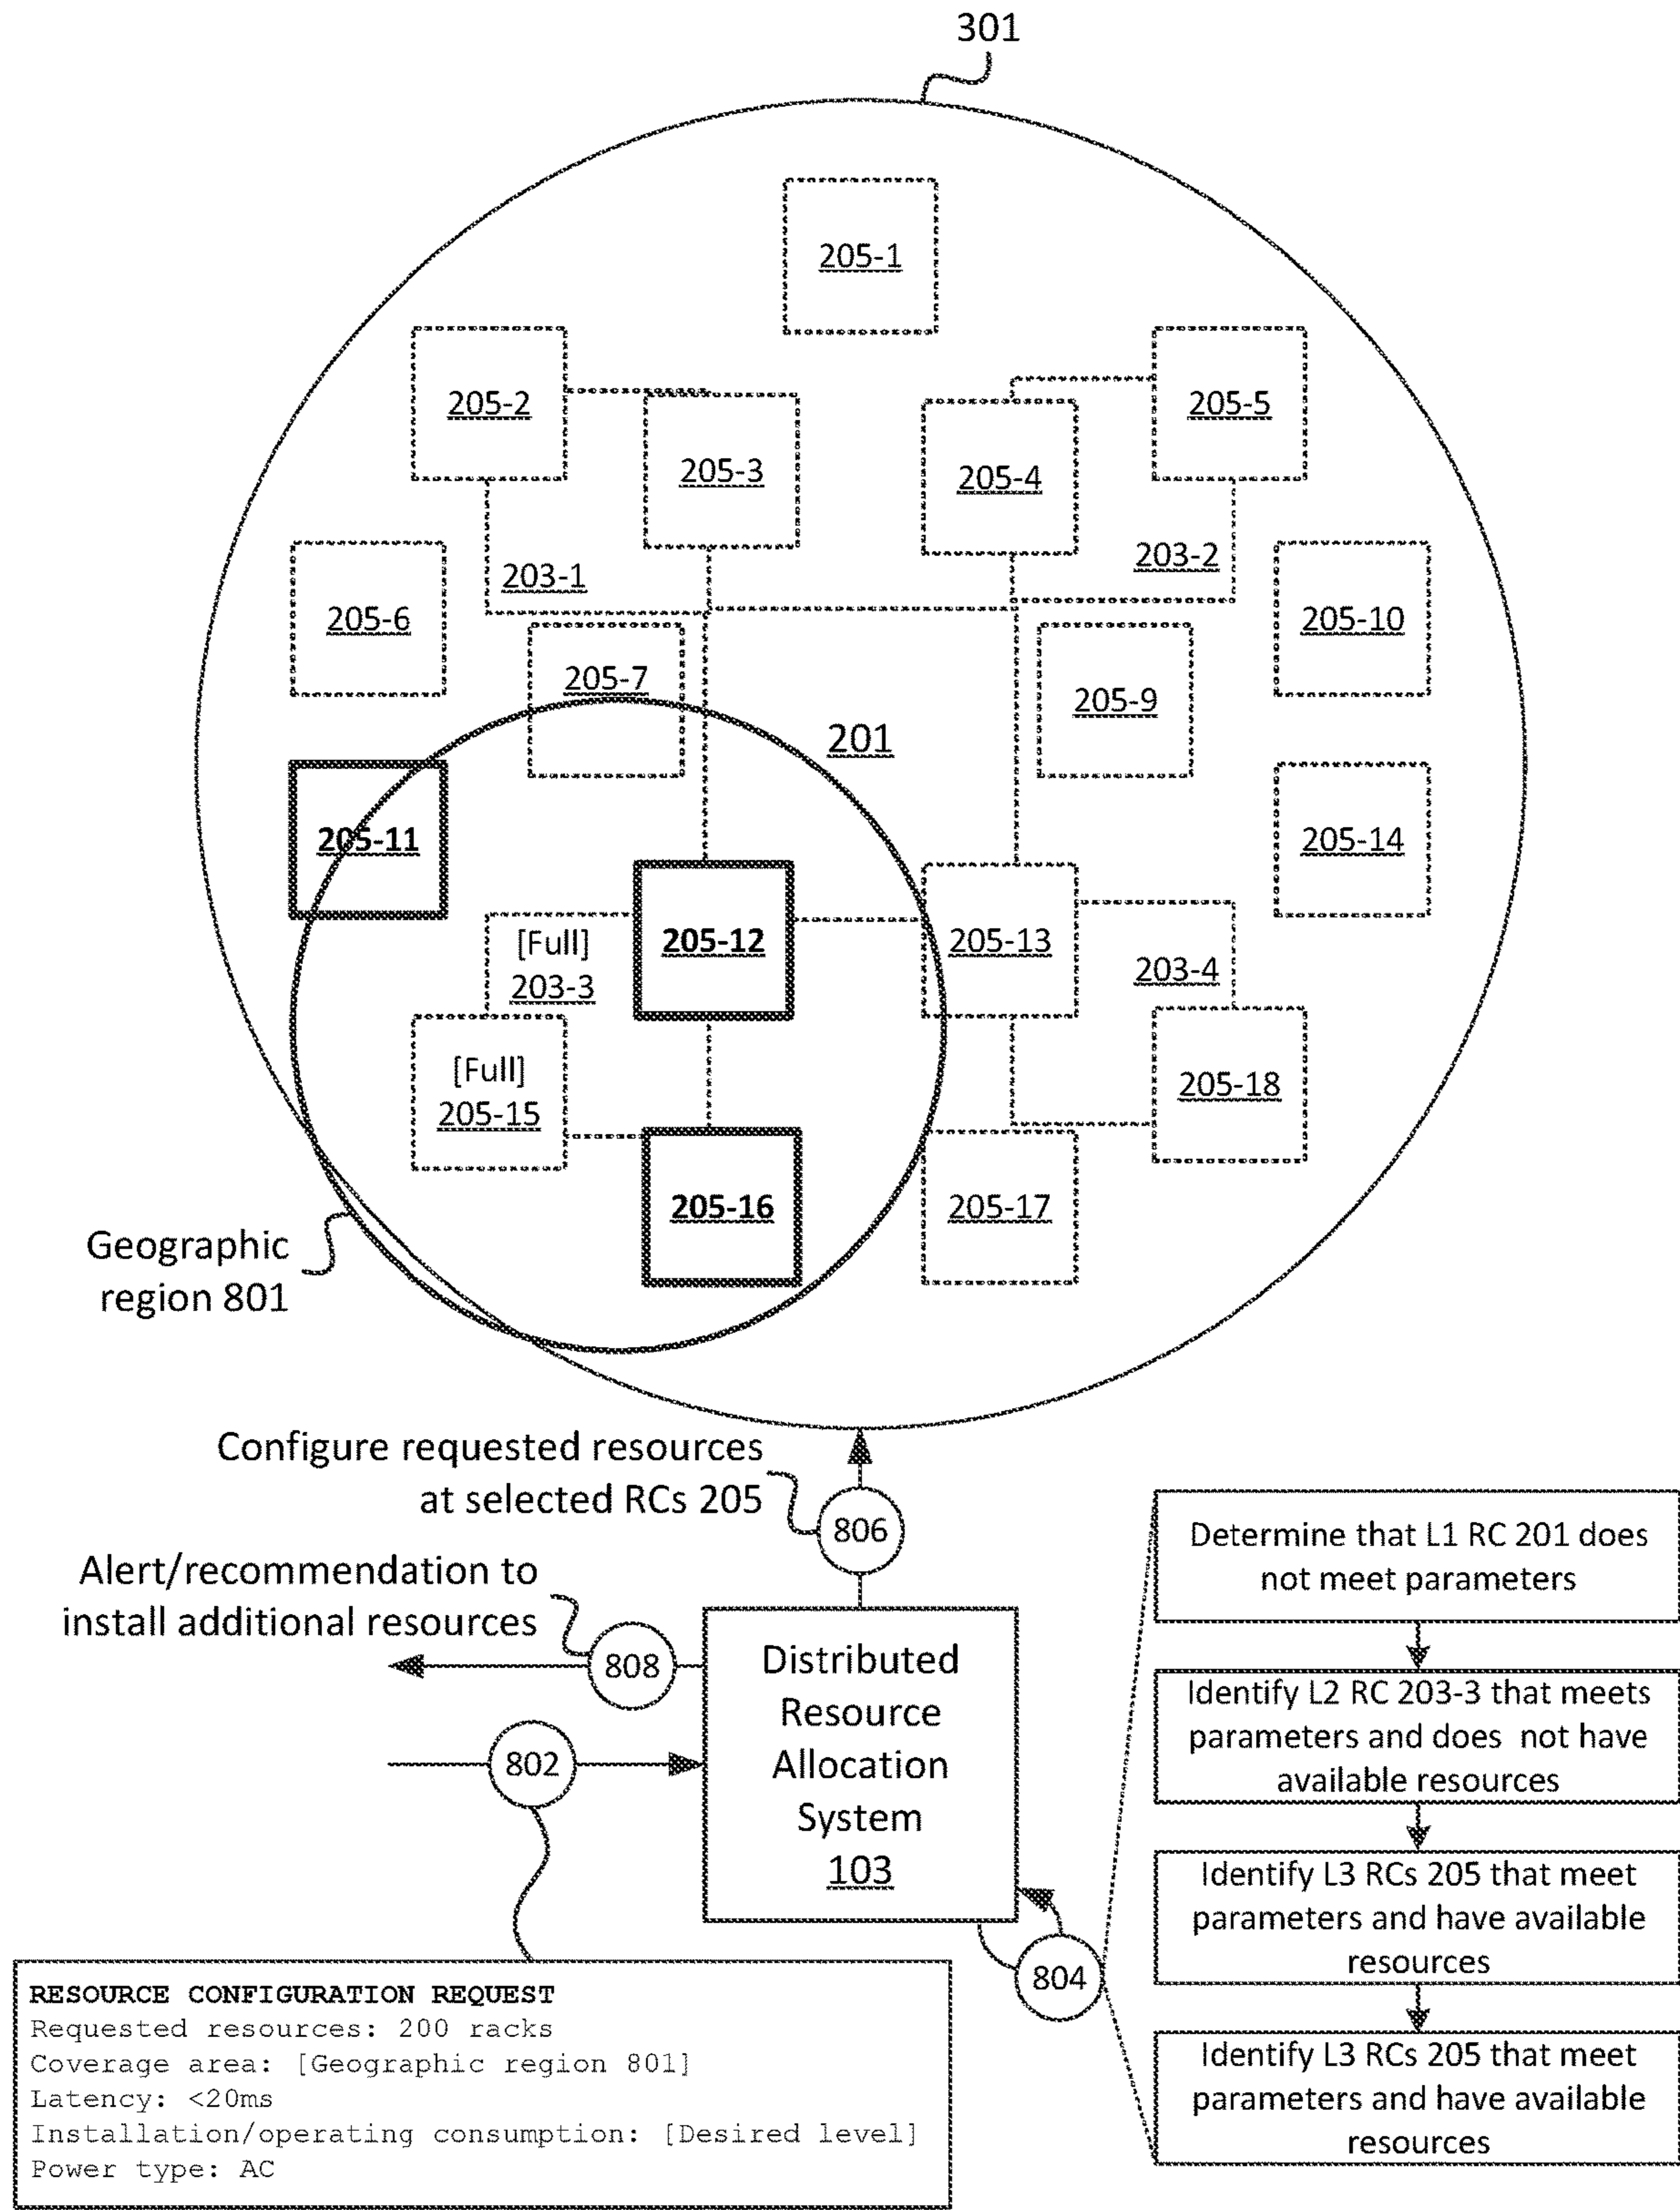 301
205-1
205-2
205-5
205-3
205-4
203-1
203-2
205-6
205-10
205-7
205-9
201
205-11
205-14
[Full]
203-3
205-12
205-13
203-4
[Full]
205-15
205-18
205-16
205-17
Geographic
region 801
Configure requested resources
at selected RCs 205
806
Alert/recommendation to
install additional resources
808
802
Distributed
Resource
Allocation
System
103
804
Determine that L1 RC 201 does
not meet parameters
Identify L2 RC 203-3 that meets
parameters and does not have
available resources
Identify L3 RCs 205 that meet
parameters and have available
resources
Identify L3 RCs 205 that meet
parameters and have available
resources
RESOURCE CONFIGURATION REQUEST
Requested resources: 200 racks
Coverage area: [Geographic region 801]
Latency: <20ms
Installation/operating consumption: [Desired level]
Power type: AC